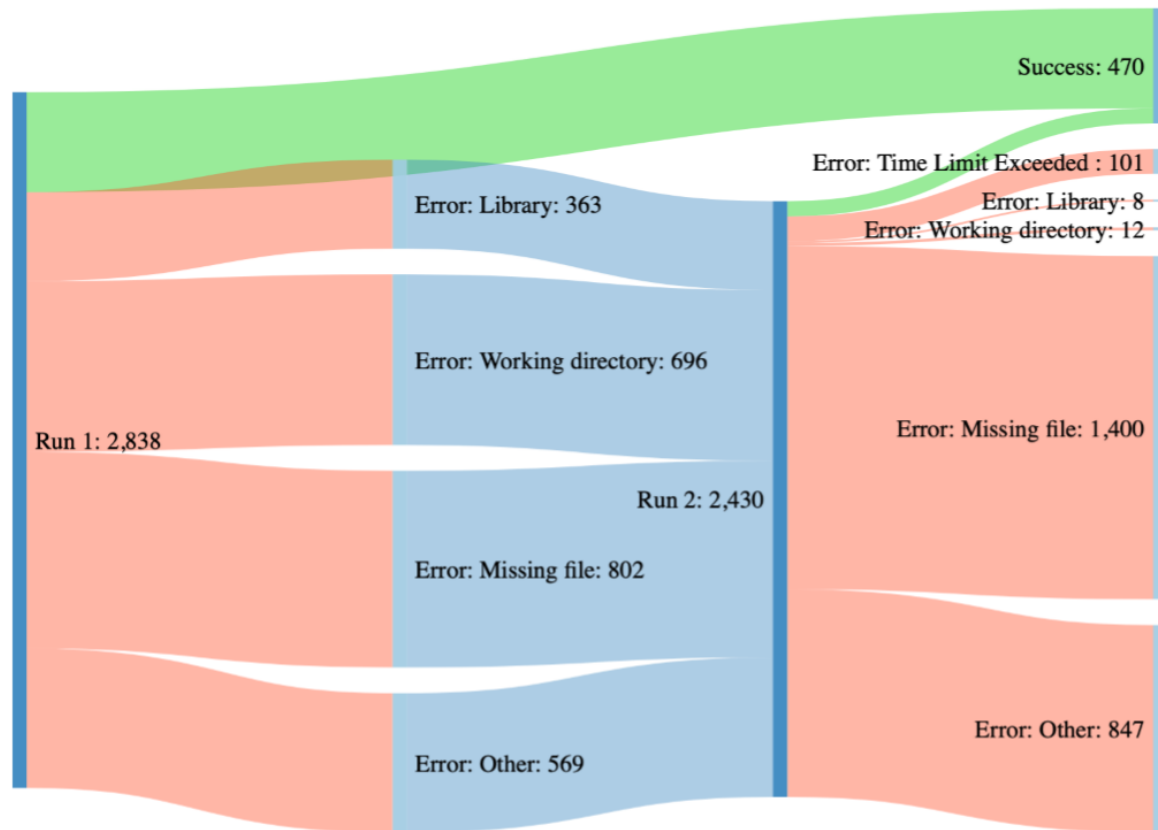 Run 1: 2,838
Error: Library: 363
Error: Working directory: 696
Error: Missing file: 802
Error: Other: 569
Run 2: 2,430
Success: 470
Error: Time Limit Exceeded : 101
Error: Library: 8
Error: Working directory: 12
Error: Missing file: 1,400
Error: Other: 847